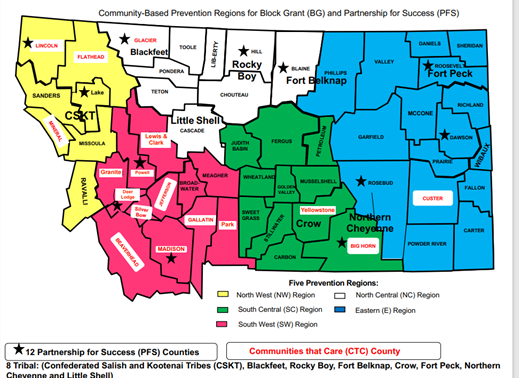 Community-Based Prevention Regions for Block Grant (BG) and Partnership for Success (PFS)
LINCOLN
FLATHEAD
GLACIER
Blackfeet
TOOLE
LIB-ERTY
HILL
Rocky
Boy
BLAINE
Fort Belknap
PHILLIPS
VALLEY
DANIELS
SHERIDAN
ROOSEVELT
Fort Peck
SANDERS
Lake
CSKT
PONDERA
TETON
CHOUTEAU
RICHLAND
MCCONE
MINERAL
MISSOULA
Lewis &
Clark
Little Shell
CASCADE
JUDITH
BASIN
FERGUS
PETROLEUM
GARFIELD
DAWSON
PRAIRIE
WIBAUX
RAVALLI
Granite
Powell
Deer
Lodge
Silver
Bow
JEFFERSON
BROAD-
WATER
MEAGHER
WHEATLAND
GOLDEN
VALLEY
MUSSELSHELL
ROSEBUD
CUSTER
FALLON
BEAVERHEAD
MADISON
GALLATIN
Park
SWEET
GRASS
STILLWATER
Yellowstone
Crow
CARBON
Northern
Cheyenne
BIG HORN
POWDER RIVER
CARTER
Five Prevention Regions:
North West (NW) Region
North Central (NC) Region
South Central (SC) Region
Eastern (E) Region
South West (SW) Region
12 Partnership for Success (PFS) Counties
Communities that Care (CTC) County
8 Tribal: (Confederated Salish and Kootenai Tribes (CSKT), Blackfeet, Rocky Boy, Fort Belknap, Crow, Fort Peck, Northern
Cheyenne and Little Shell)